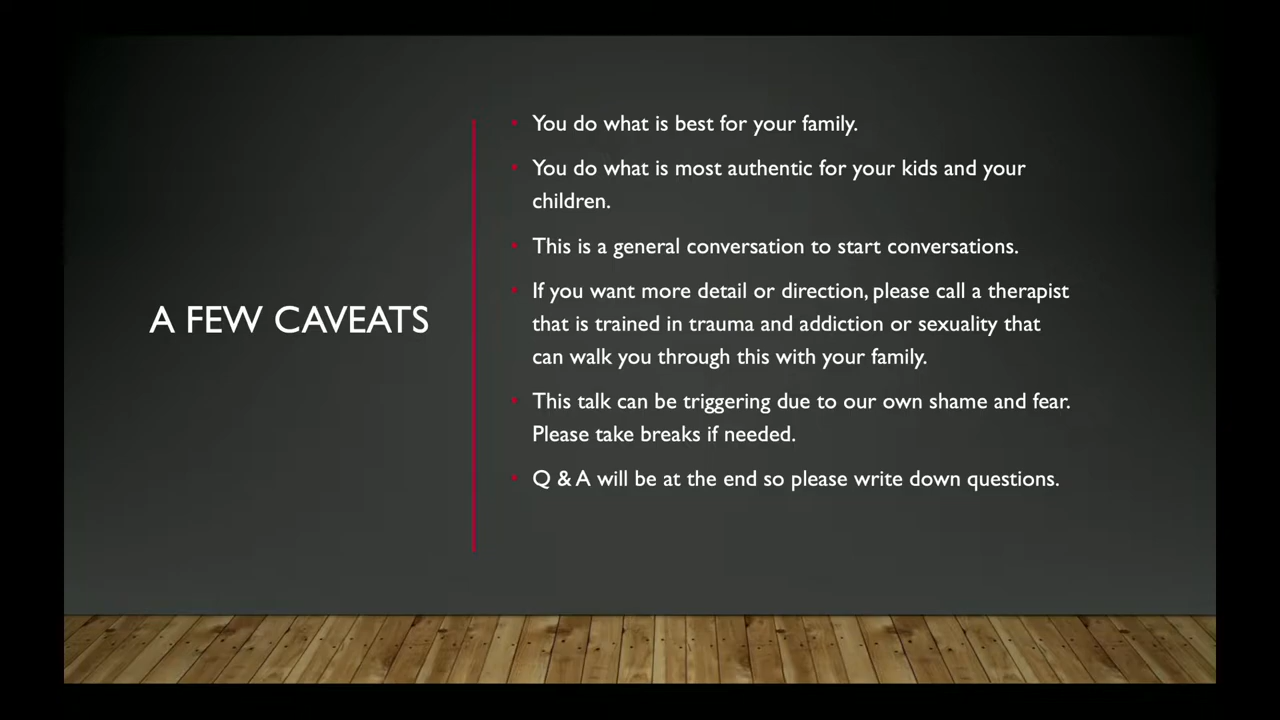 A FEW CAVEATS
• You do what is best for your family.
• You do what is most authentic for your kids and your
children.
• This is a general conversation to start conversations.
• If you want more detail or direction, please call a therapist
that is trained in trauma and addiction or sexuality that
can walk you through this with your family.
• This talk can be triggering due to our own shame and fear.
Please take breaks if needed.
• Q & A will be at the end so please write down questions.